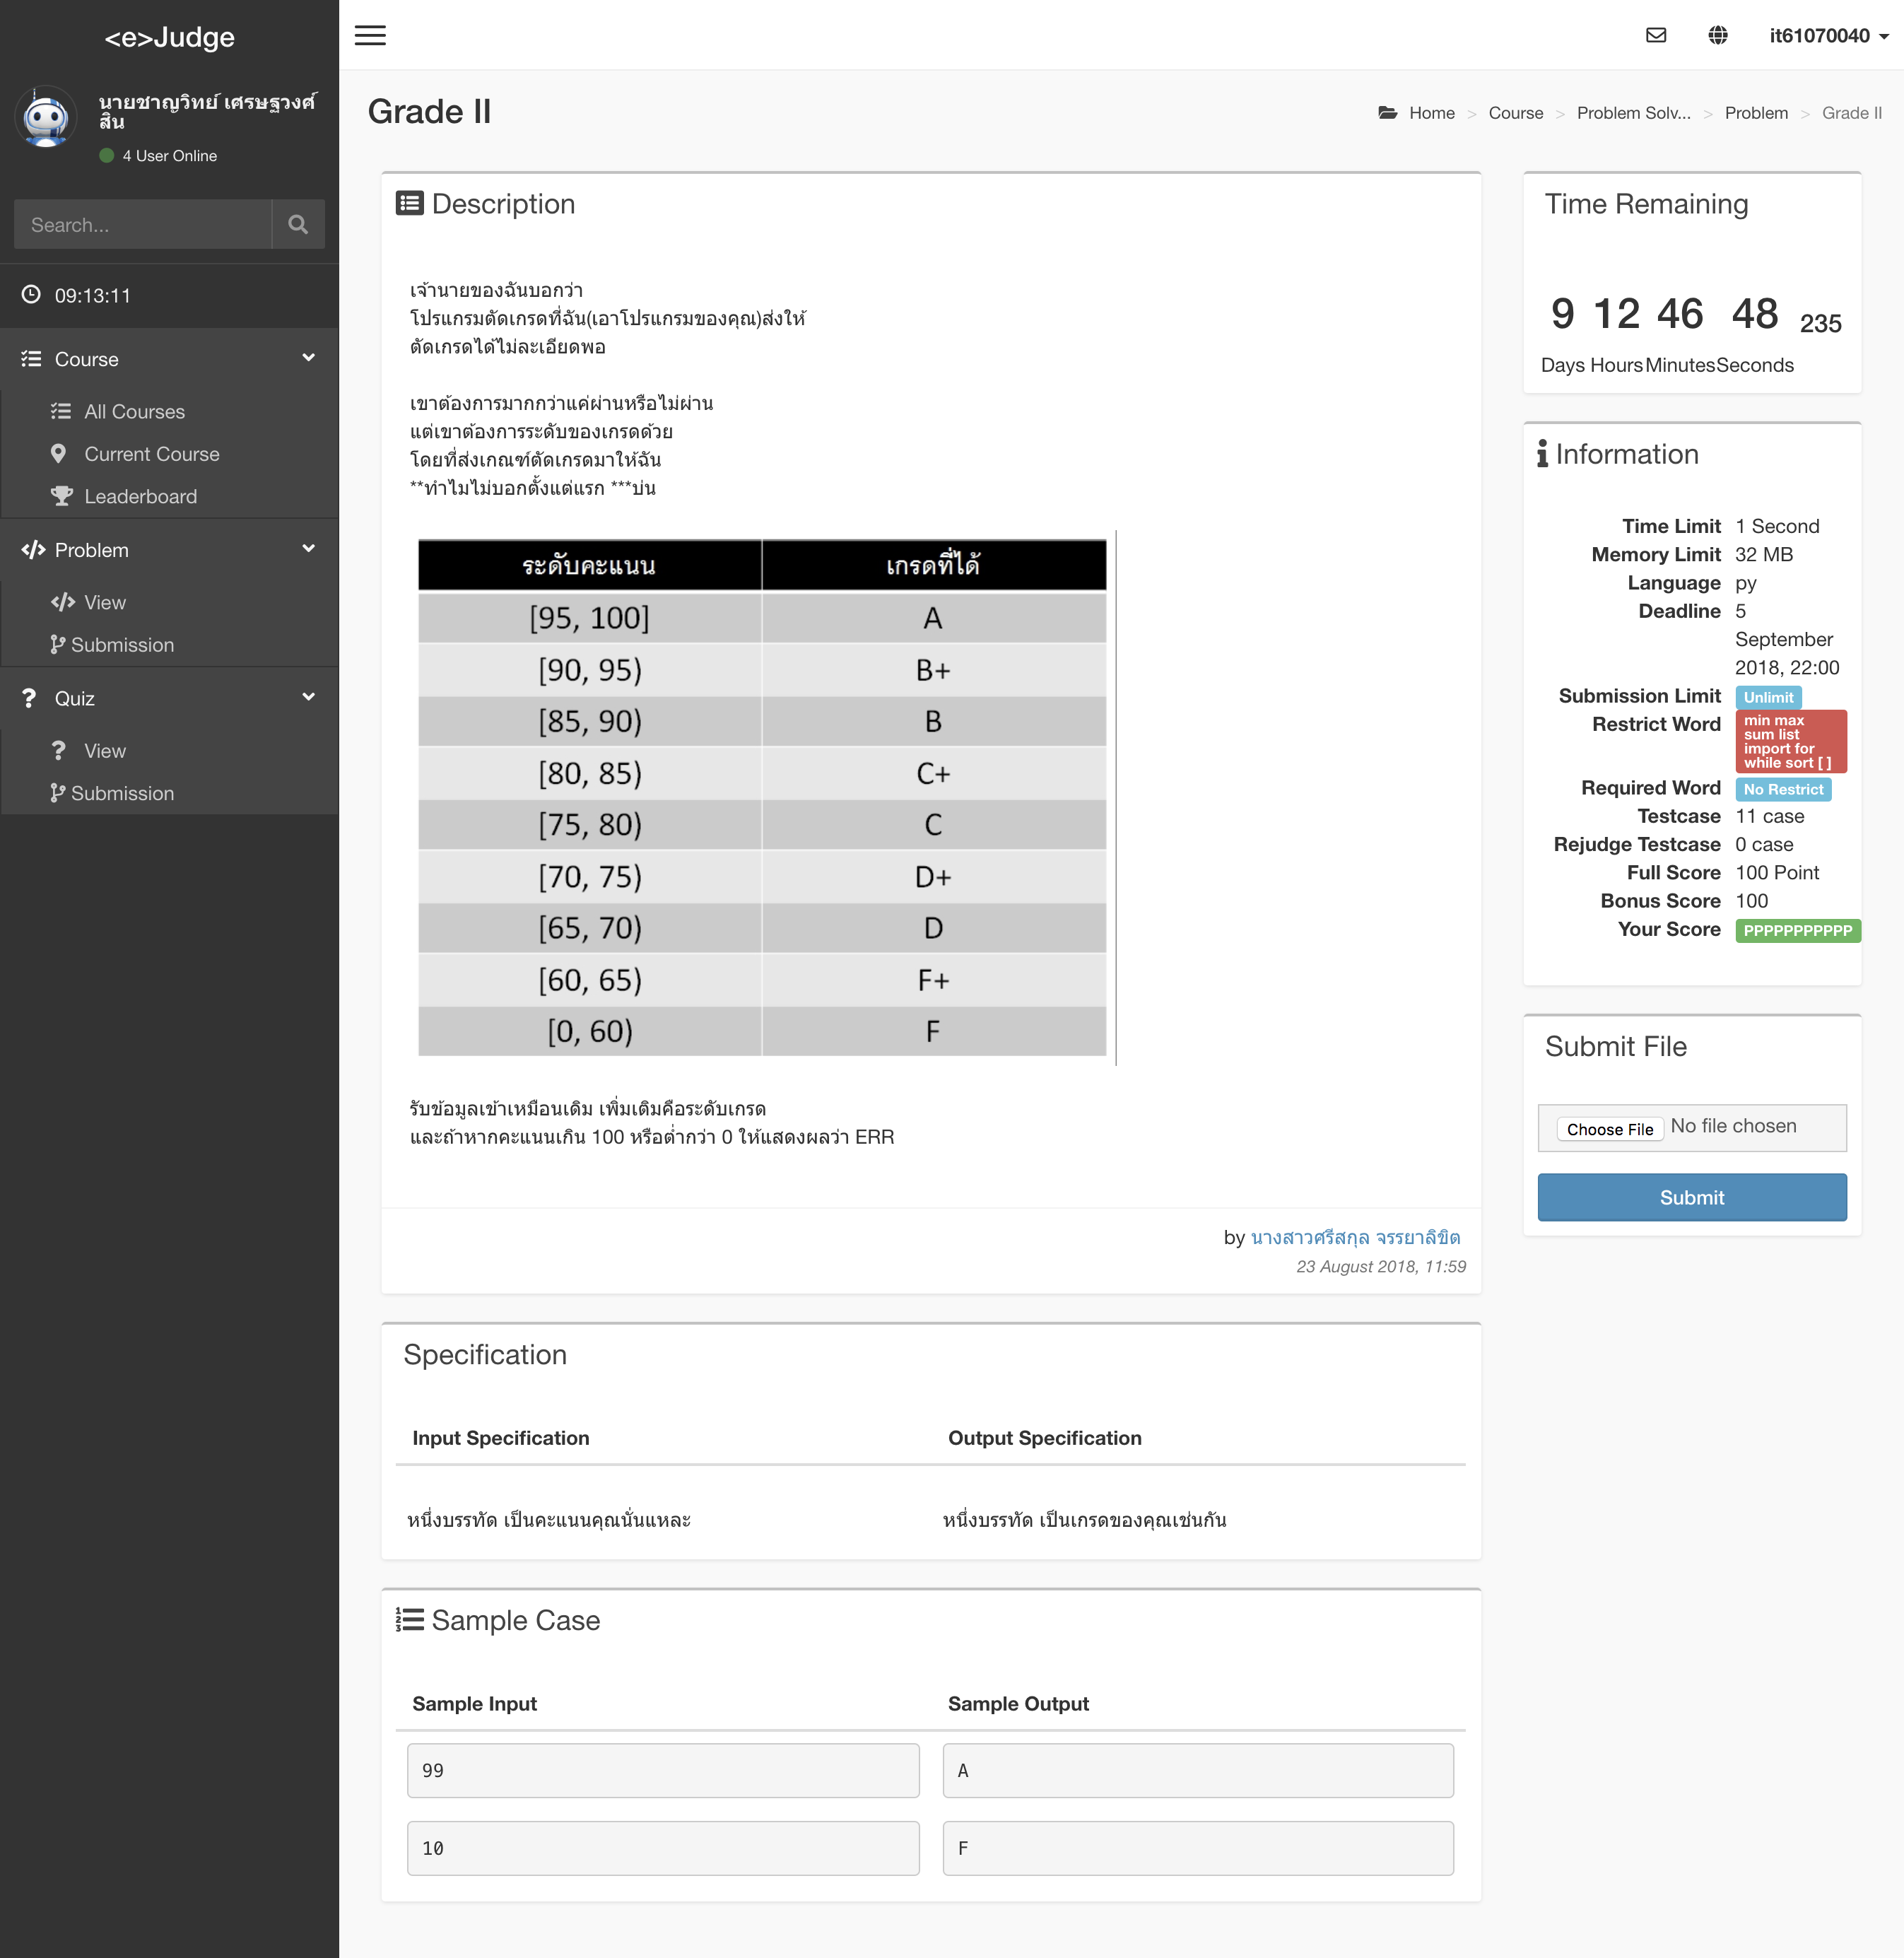 <e>Judge
นายชาญวิทย์ เศรษฐวงศ์
สิน
4 User Online
Search...
09:13:11
Course
All Courses
Current Course
Leaderboard
Problem
View
Submission
Quiz
View
Submission
it61070040
Grade II
Home > Course > Problem Solv... > Problem > Grade II
Description
เจ้านายของฉันบอกว่า
โปรแกรมตัดเกรดที่ฉัน(เอาโปรแกรมของคุณ)ส่งให้
ตัดเกรดได้ไม่ละเอียดพอ
เขาต้องการมากกว่าแค่ผ่านหรือไม่ผ่าน
แต่เขาต้องการระดับของเกรดด้วย
โดยที่ส่งเกณฑ์ตัดเกรดมาให้ฉัน
**ทำไมไม่บอกตั้งแต่แรก ***บ่น
ระดับคะแนน เกรดที่ได้
[95, 100] A
[90, 95) B+
[85, 90) B
[80, 85) C+
[75, 80) C
[70, 75) D+
[65, 70) D
[60, 65) F+
[0, 60) F
รับข้อมูลเข้าเหมือนเดิม เพิ่มเติมคือระดับเกรด
และถ้าหากคะแนนเกิน 100 หรือต่ำกว่า 0 ให้แสดงผลว่า ERR
by นางสาวศรีสกุล จรรยาลิขิต
23 August 2018, 11:59
Specification
Input Specification Output Specification
หนึ่งบรรทัด เป็นคะแนนคุณนั่นแหละ หนึ่งบรรทัด เป็นเกรดของคุณเช่นกัน
Sample Case
Sample Input Sample Output
99 A
10 F
Time Remaining
9 12 46 48 235
Days Hours Minutes Seconds
Information
Time Limit 1 Second
Memory Limit 32 MB
Language py
Deadline 5
September
2018, 22:00
Submission Limit Unlimit
Restrict Word min max
sum list
import for
while sort [ ]
Required Word No Restrict
Testcase 11 case
Rejudge Testcase 0 case
Full Score 100 Point
Bonus Score 100
Your Score PPPPPPPPPPP
Submit File
Choose File No file chosen
Submit